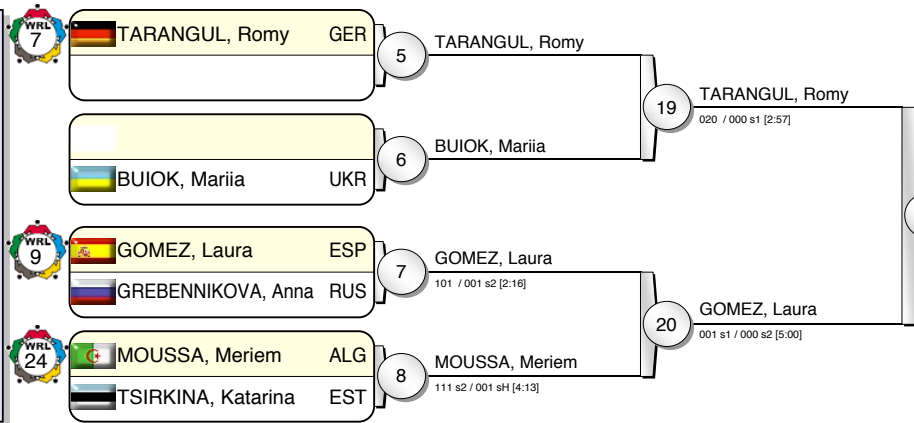 WRL
7
TARANGUL, Romy GER
BUIOK, Mariia UKR
WRL
9
GOMEZ, Laura ESP
GREBENNIKOVA, Anna RUS
WRL
24
MOUSSA, Meriem ALG
TSIRKINA, Katarina EST
5
TARANGUL, Romy
6
BUIOK, Mariia
7
GOMEZ, Laura
101 / 001 s2 [2:16]
8
MOUSSA, Meriem
111 s2 / 001 sH [4:13]
19
TARANGUL, Romy
020 / 000 s1 [2:57]
20
GOMEZ, Laura
001 s1 / 000 s2 [5:00]